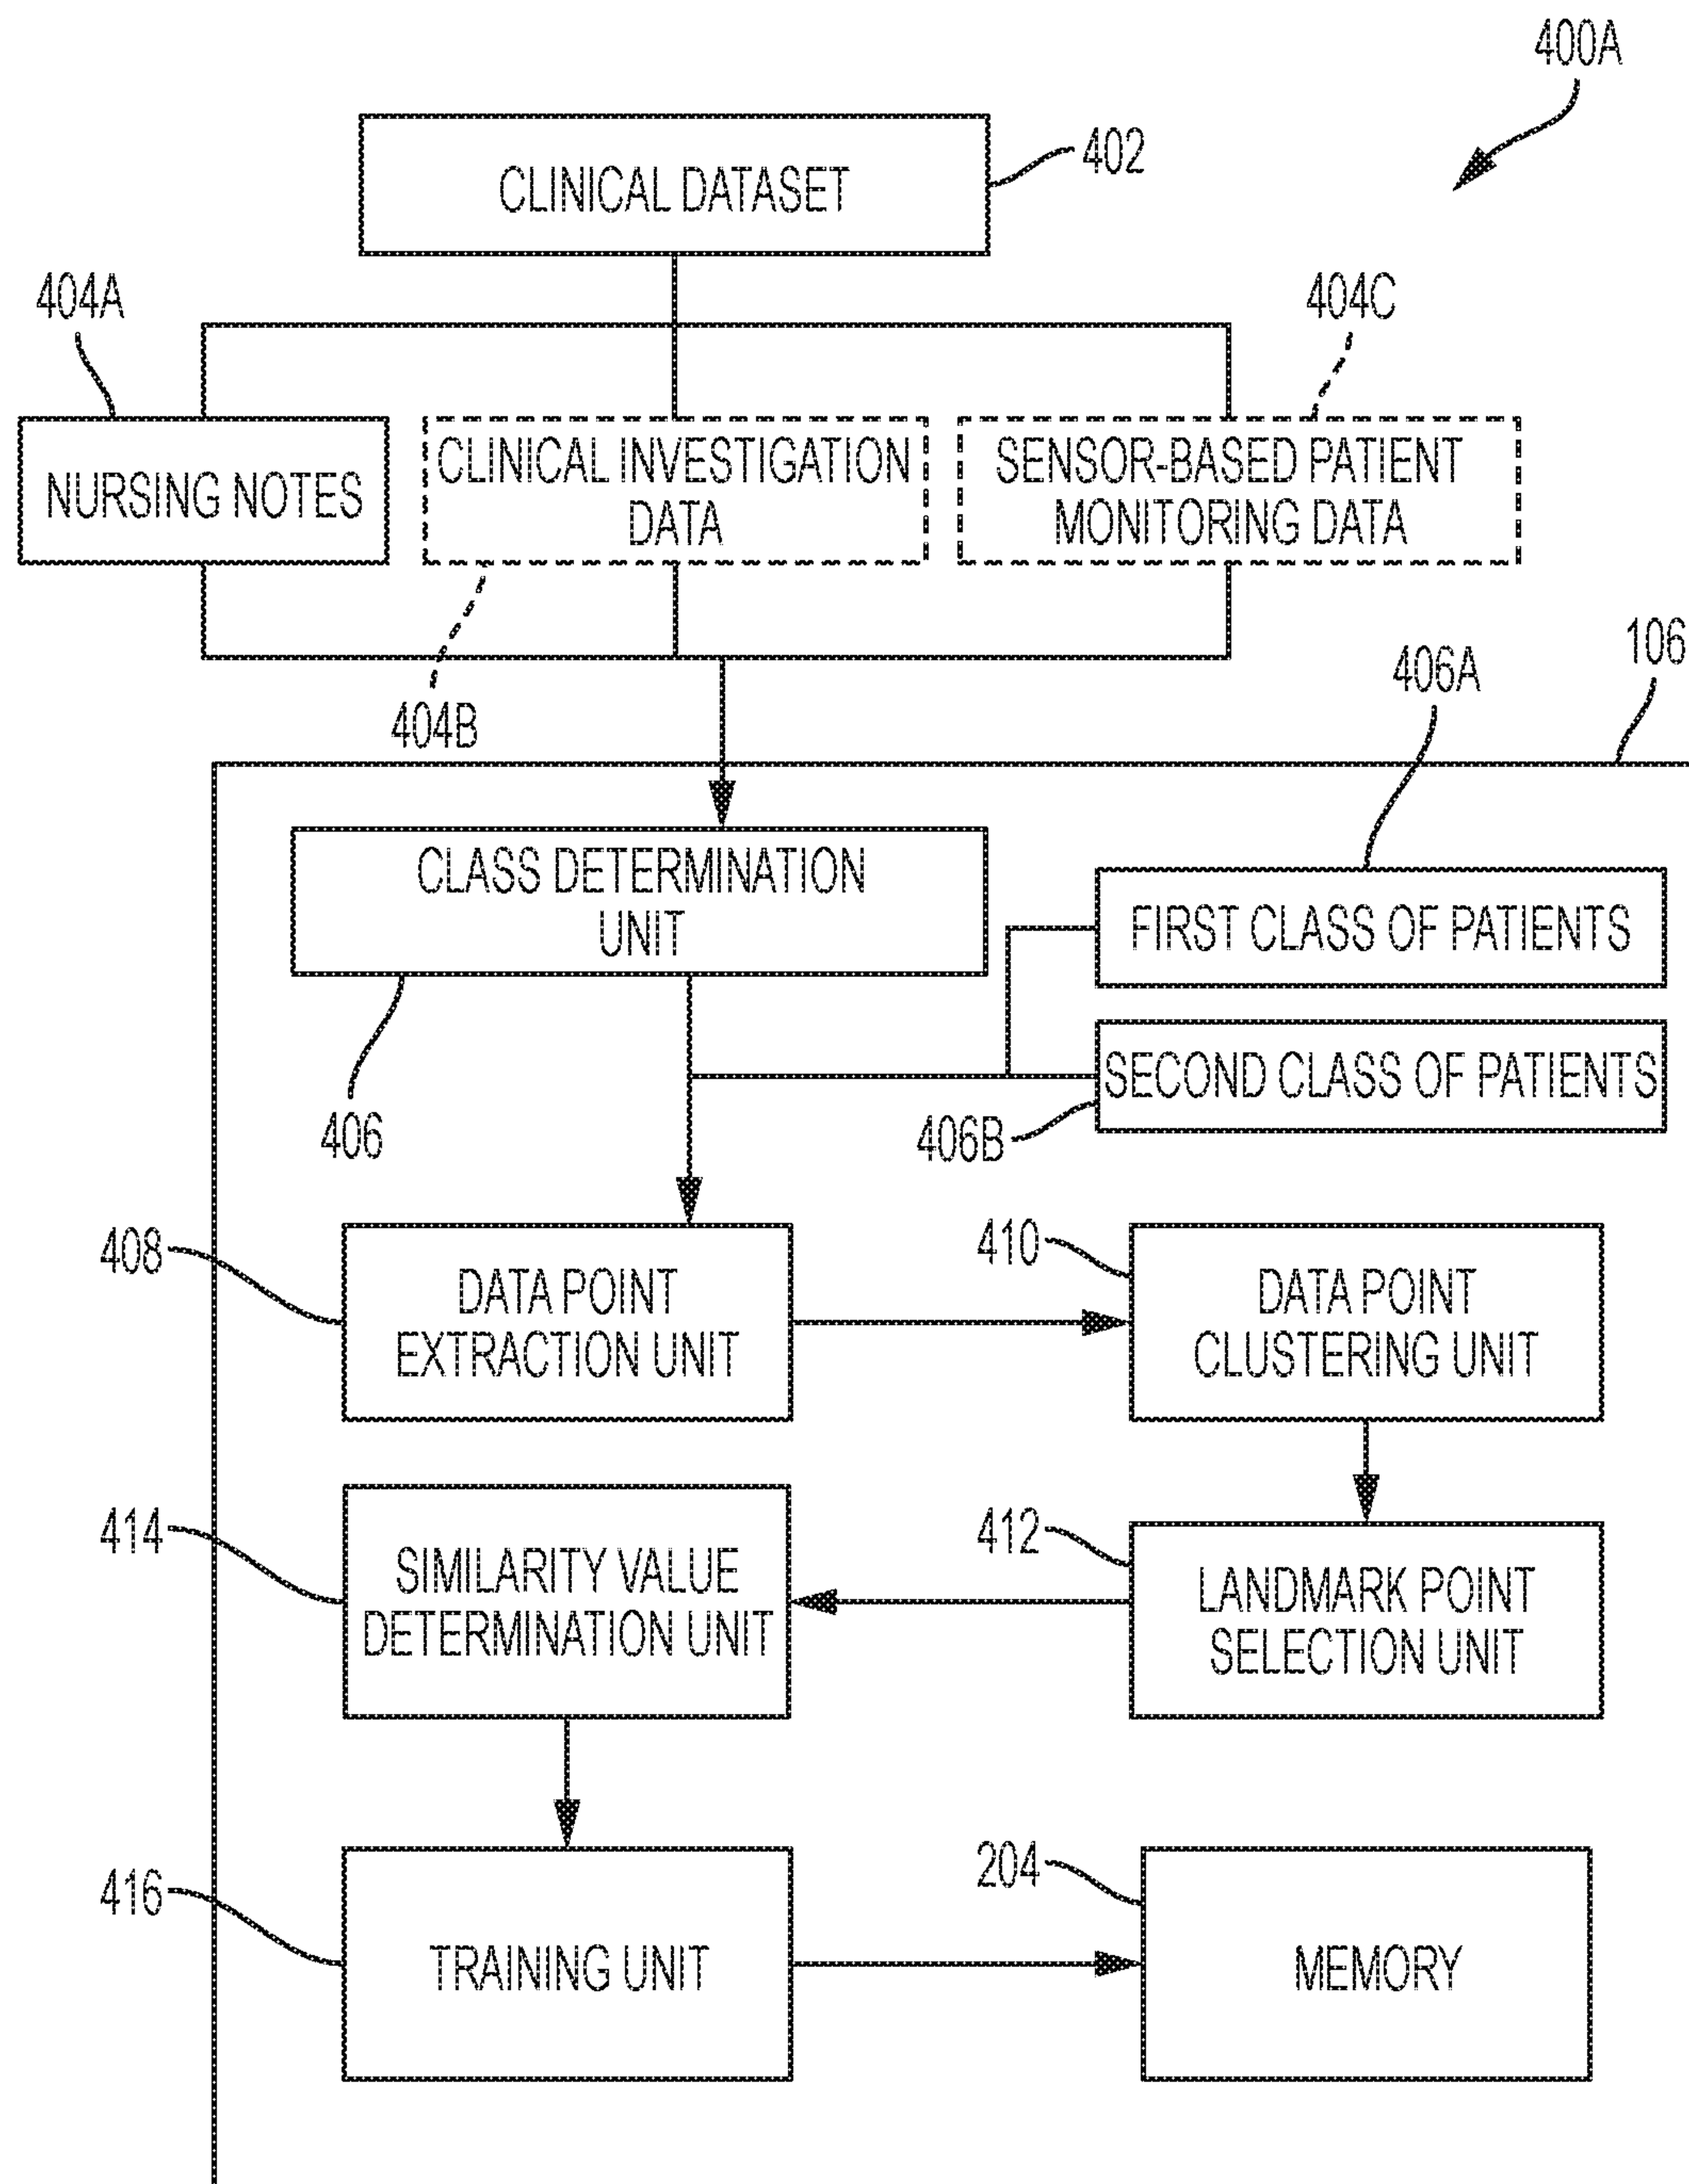 400A
CLINICAL DATASET
402
404A
404C
NURSING NOTES
CLINICAL INVESTIGATION
DATA
SENSOR-BASED PATIENT
MONITORING DATA
404B
406A
106
CLASS DETERMINATION
UNIT
FIRST CLASS OF PATIENTS
SECOND CLASS OF PATIENTS
406
406B
408
DATA POINT
EXTRACTION UNIT
410
DATA POINT
CLUSTERING UNIT
414
SIMILARITY VALUE
DETERMINATION UNIT
412
LANDMARK POINT
SELECTION UNIT
416
TRAINING UNIT
204
MEMORY